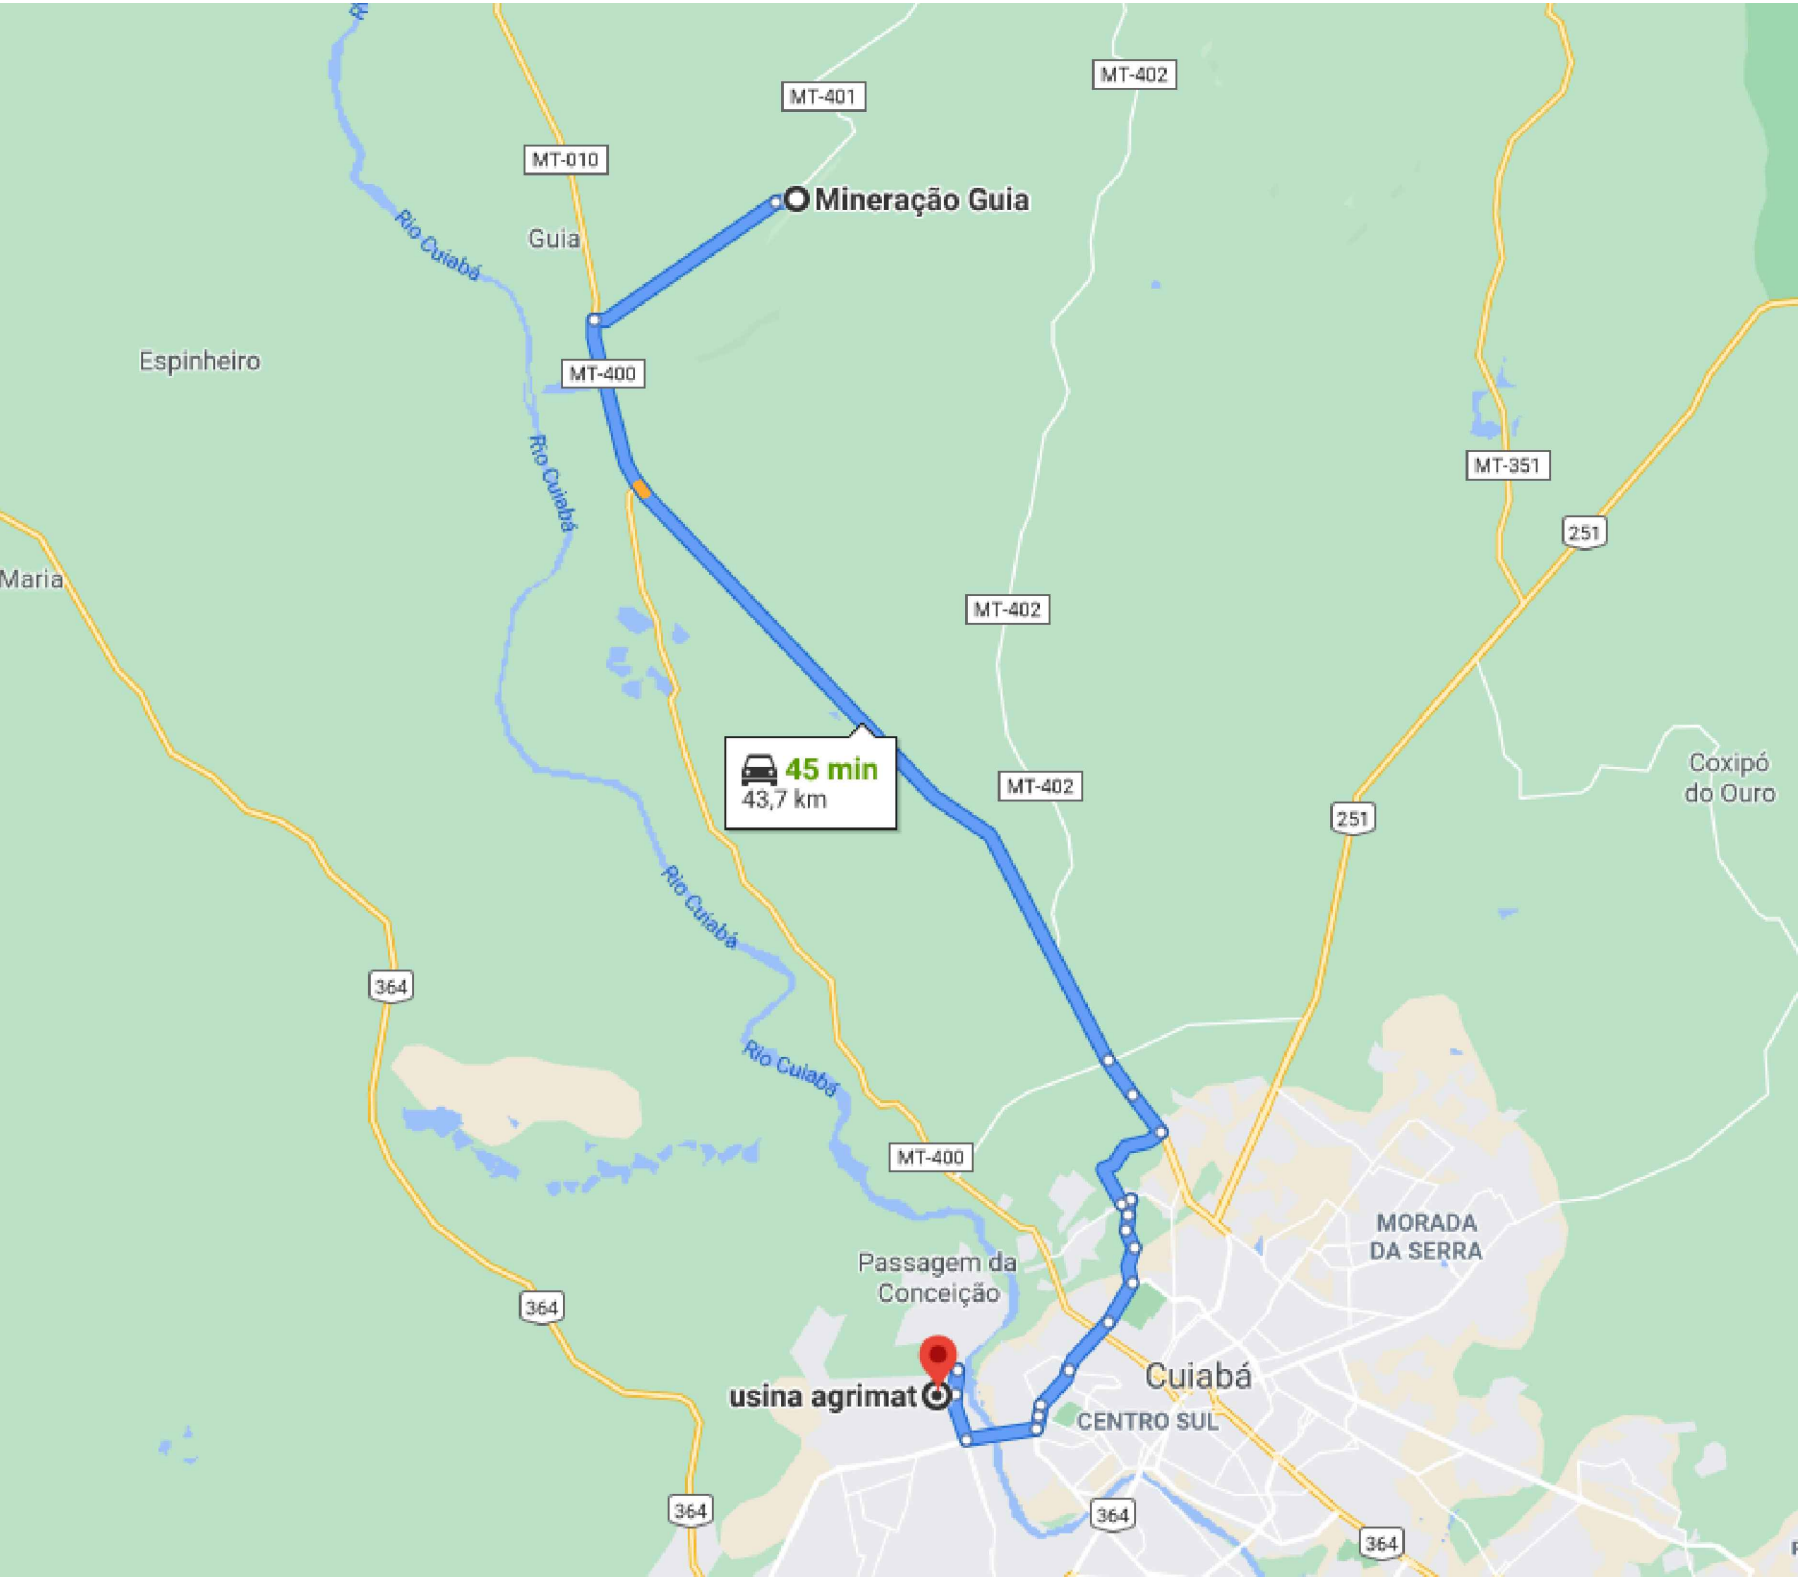 MT-401
MT-402
MT-010
Mineração Guia
Rio Cuiabá
Guia
Espinheiro
MT-400
Rio Cuiabá
MT-351
251
Maria
MT-402
45 min
43,7 km
MT-402
Coxipó
do Ouro
251
Rio Cuiabá
364
Rio Cuiabá
MT-400
MORADA
DA SERRA
Passagem da
Conceição
364
usina agrimat
Cuiabá
CENTRO SUL
364
364
364